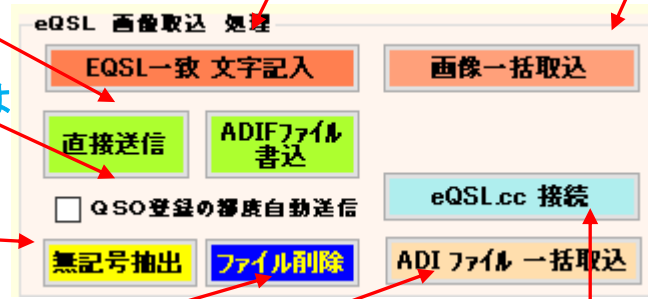 eQSL 画像取込 処理
EQSL一致 文字記入
画像一括取込
は
直接送信
ADIFファイル
書込
QSO登録の都度自動送信
eQSL.cc 接続
無記号抽出
ファイル削除
ADI ファイル 一括取込